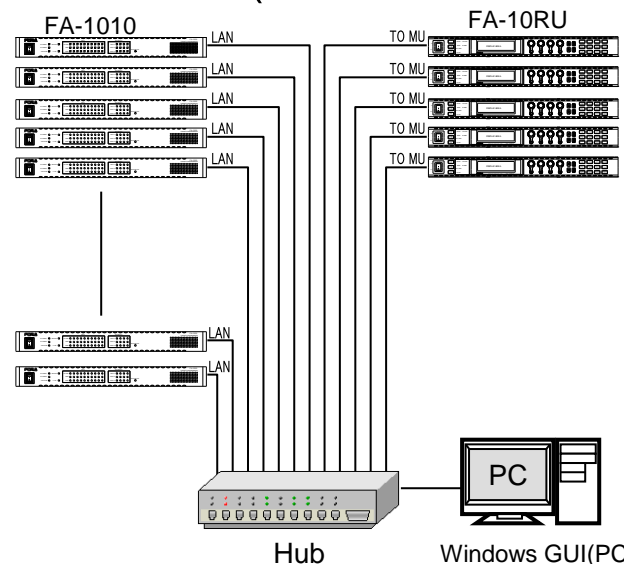 FA-1010
FA-10RU
LAN
TO MU
LAN
TO MU
LAN
TO MU
LAN
TO MU
LAN
TO MU
LAN
LAN
PC
Hub
Windows GUI(PC